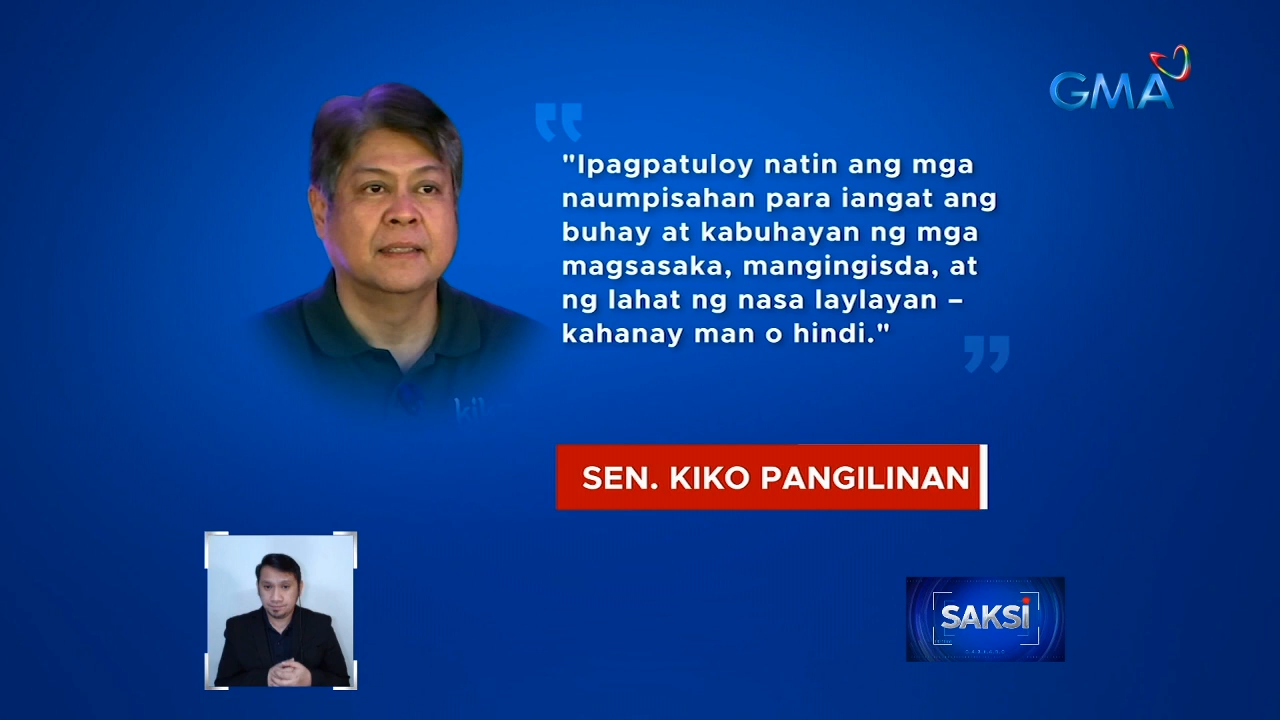 GMA
"Ipagpatuloy natin ang mga
naumpisahan para iangat ang
buhay at kabuhayan ng mga
magsasaka, mangingisda, at
ng lahat ng nasa laylayan –
kahanay man o hindi."
SEN. KIKO PANGILINAN
SAKSI